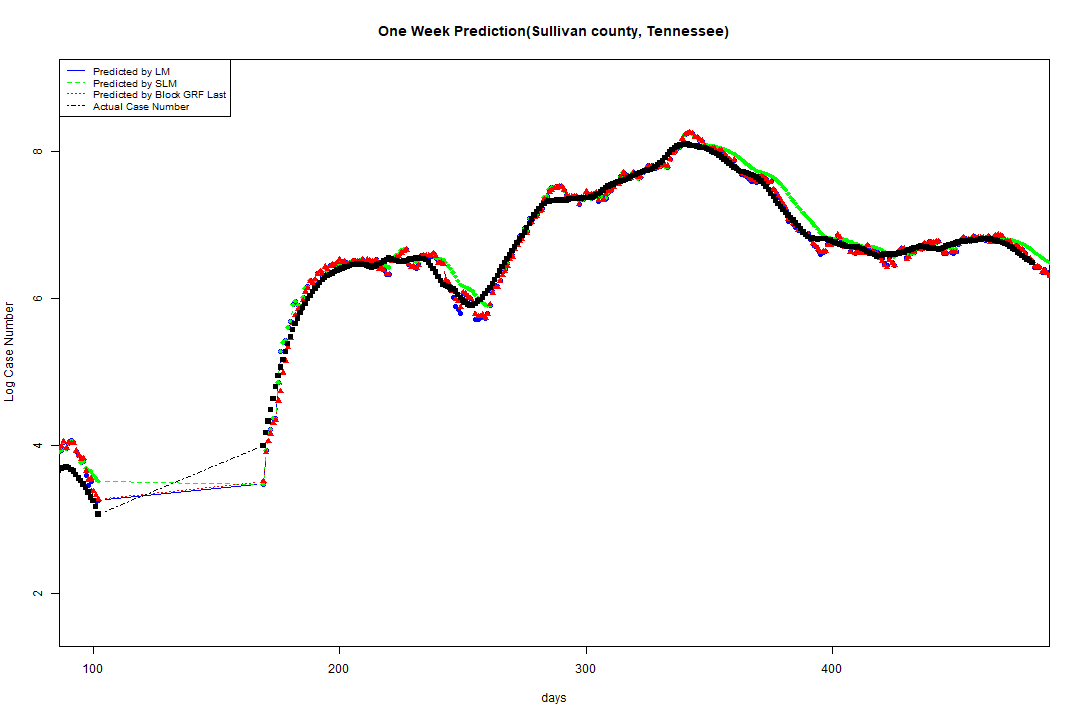 One Week Prediction(Sullivan county, Tennessee)
Predicted by LM
Predicted by SLM
Predicted by Block GRF Last
Actual Case Number
8
6
4
2
Log Case Number
100 200 300 400
days